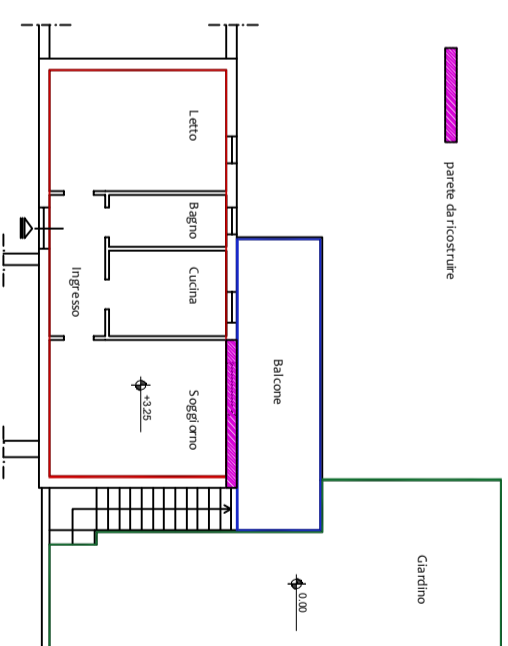 parete da ricostruire
Letto
Bagno
Cucina
Ingresso
Soggiorno
+3.25
Balcone
Giardino
0.00